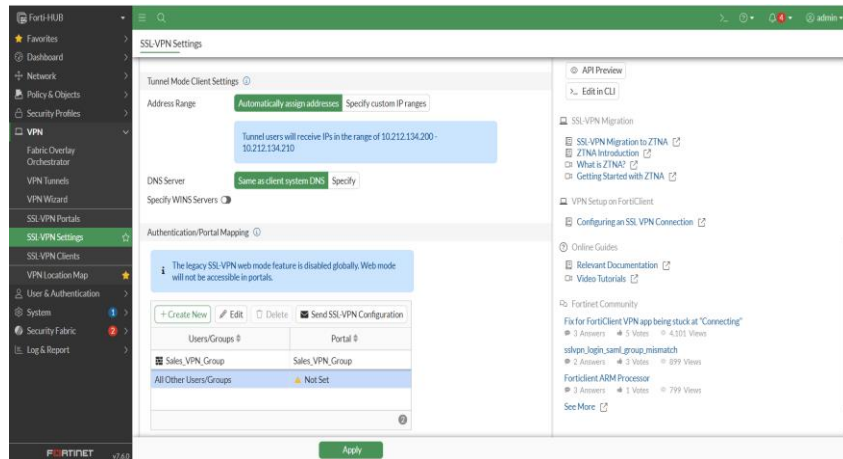 Forti-HUB
4
admin
Favorites
Dashboard
Network
Policy & Objects
Security Profiles
VPN
Fabric Overlay
Orchestrator
VPN Tunnels
VPN Wizard
SSL-VPN Portals
SSL-VPN Settings
SSL-VPN Clients
VPN Location Map
User & Authentication
System 1
Security Fabric 2
Log & Report
FORTINET v7.6.0
SSL-VPN Settings
Tunnel Mode Client Settings
Address Range Automatically assign addresses Specify custom IP ranges
Tunnel users will receive IPs in the range of 10.212.134.200 -
10.212.134.210
DNS Server Same as client system DNS Specify
Specify WINS Servers
Authentication/Portal Mapping
The legacy SSL-VPN web mode feature is disabled globally. Web mode
will not be accessible in portals.
+ Create New Edit Delete Send SSL-VPN Configuration
Users/Groups Portal
Sales_VPN_Group Sales_VPN_Group
All Other Users/Groups Not Set
2
Apply
API Preview
>_ Edit in CLI
SSL-VPN Migration
SSL-VPN Migration to ZTNA
ZTNA Introduction
What is ZTNA?
Getting Started with ZTNA
VPN Setup on FortiClient
Configuring an SSL VPN Connection
Online Guides
Relevant Documentation
Video Tutorials
Fortinet Community
Fix for FortiClient VPN app being stuck at "Connecting"
3 Answers 5 Votes 4,101 Views
sslvpn_login_saml_group_mismatch
2 Answers 3 Votes 899 Views
Forticlient ARM Processor
3 Answers 1 Votes 799 Views
See More